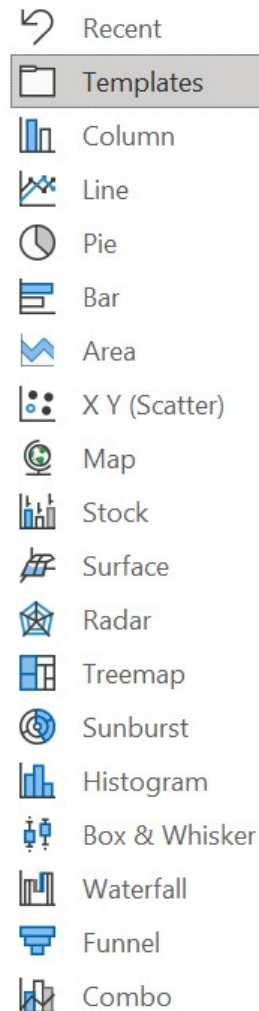 Recent
Templates
Column
Line
Pie
Bar
Area
X Y (Scatter)
Map
Stock
Surface
Radar
Treemap
Sunburst
Histogram
Box & Whisker
Waterfall
Funnel
Combo